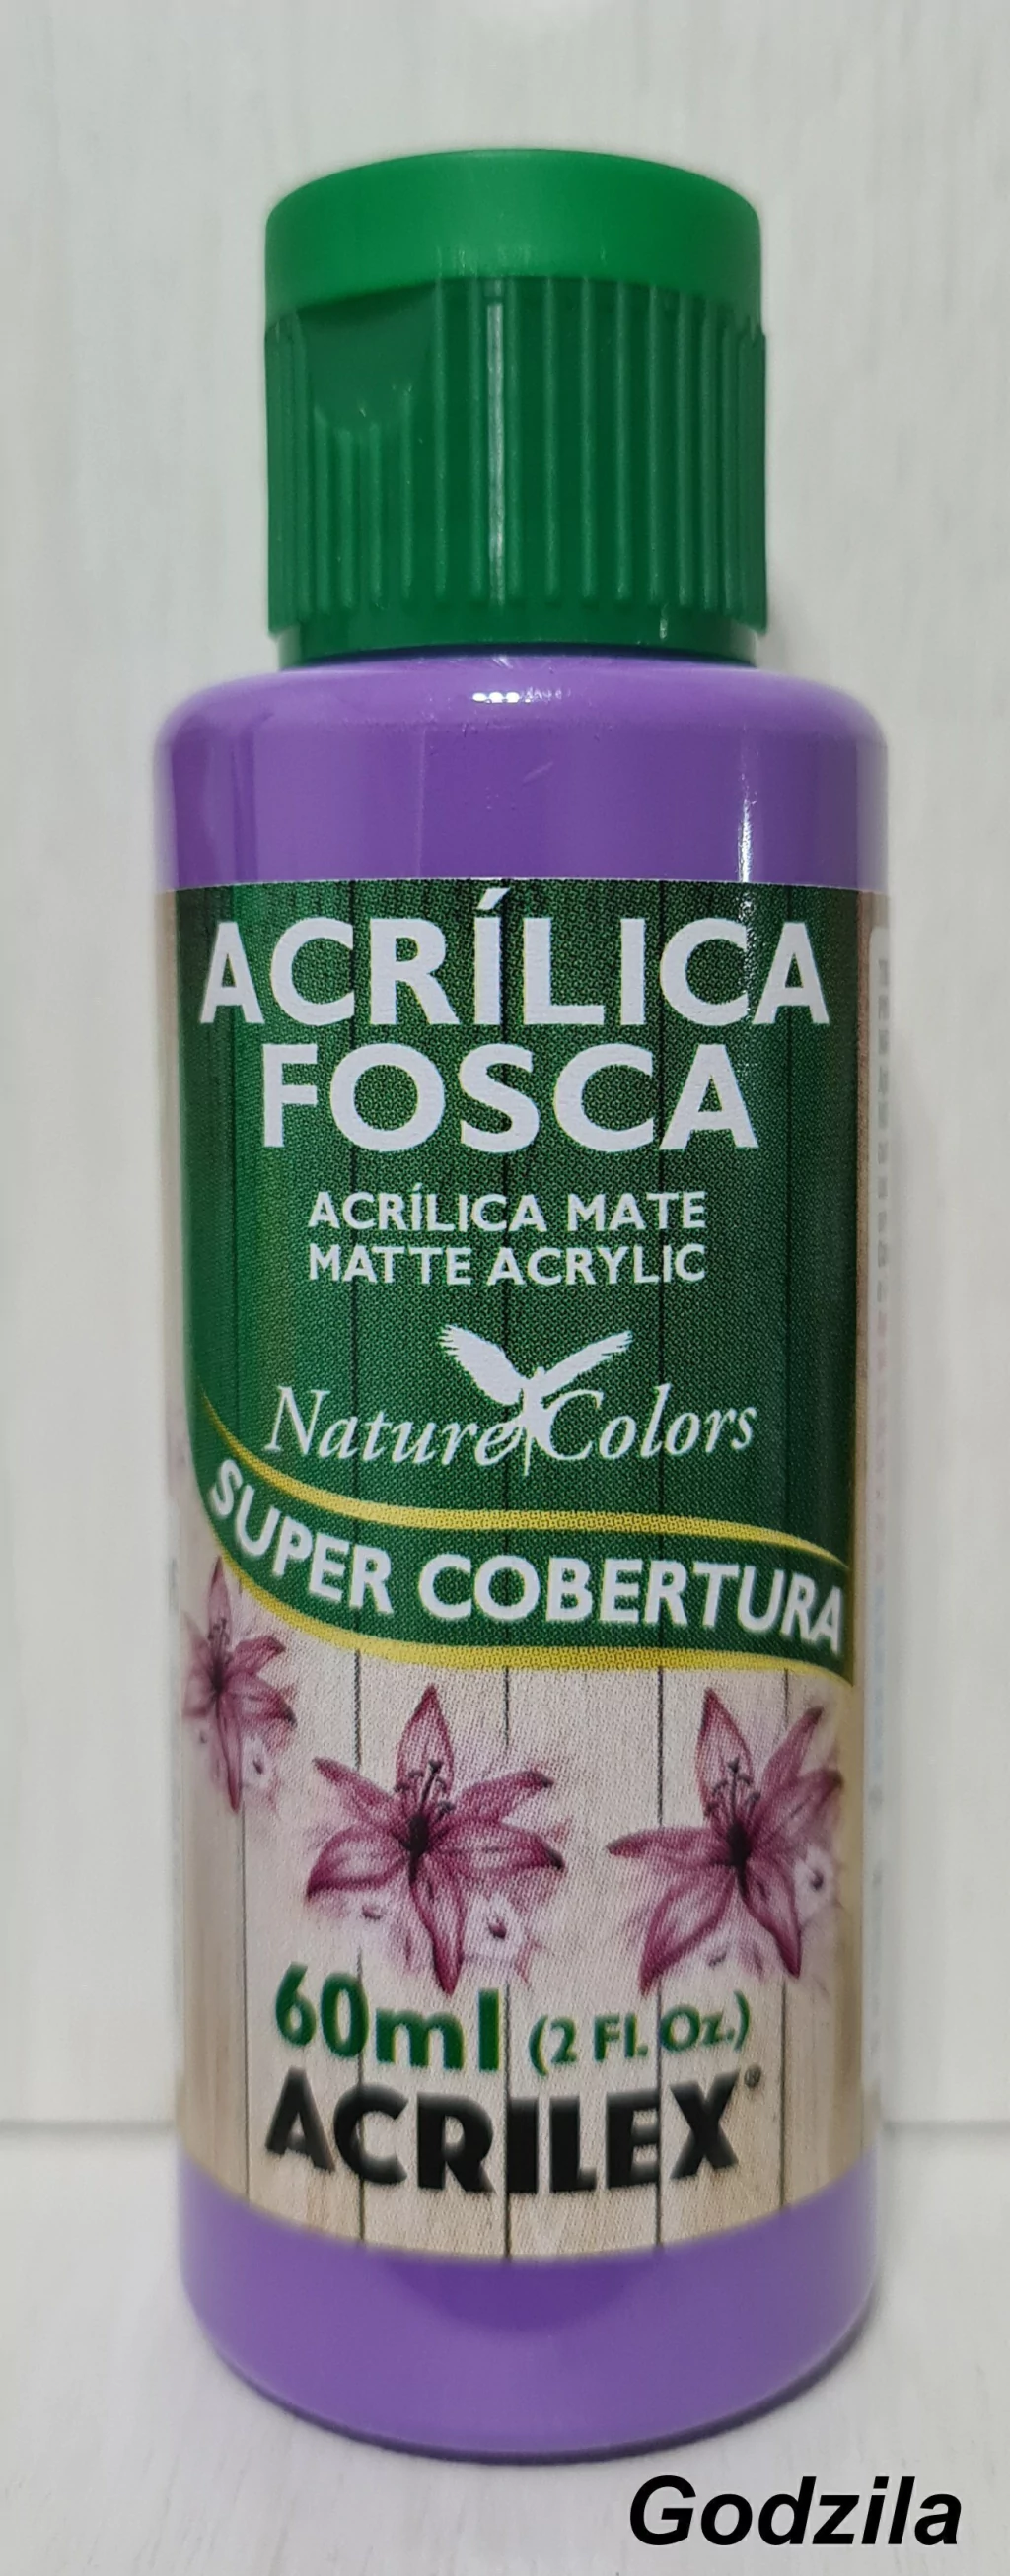 ACRÍLICA
FOSCA
ACRÍLICA MATE
MATTE ACRYLIC
Nature Colors
SUPER COBERTURA
60ml (2 Fl. Oz.)
ACRILEX®
Godzila